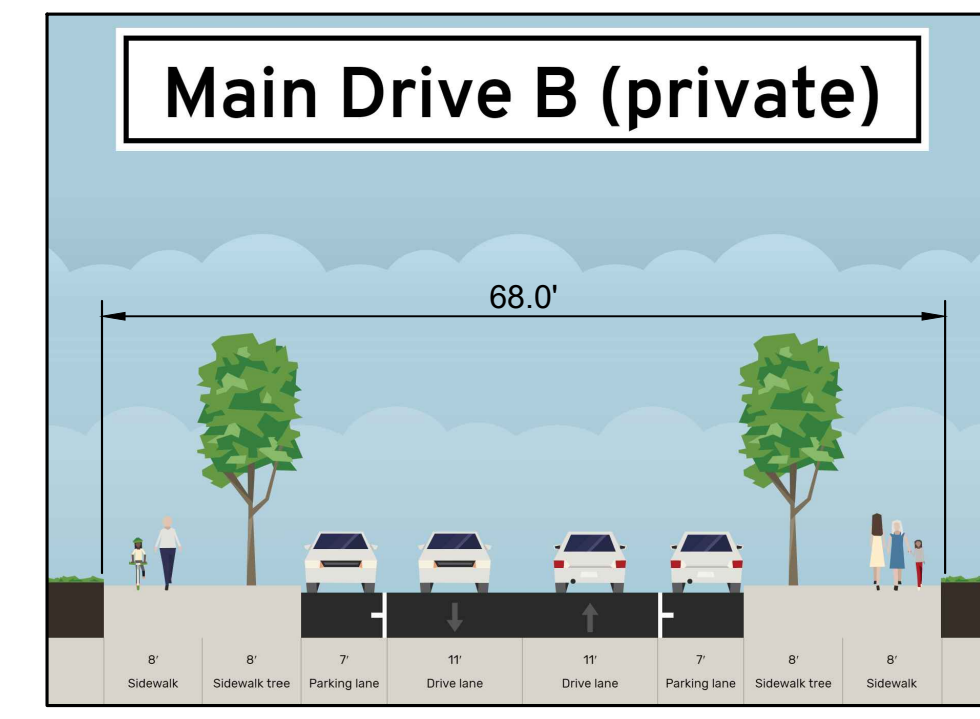 Main Drive B (private)
68.0'
8' 8' 7' 11' 11' 7' 8' 8'
Sidewalk Sidewalk tree Parking lane Drive lane Drive lane Parking lane Sidewalk tree Sidewalk